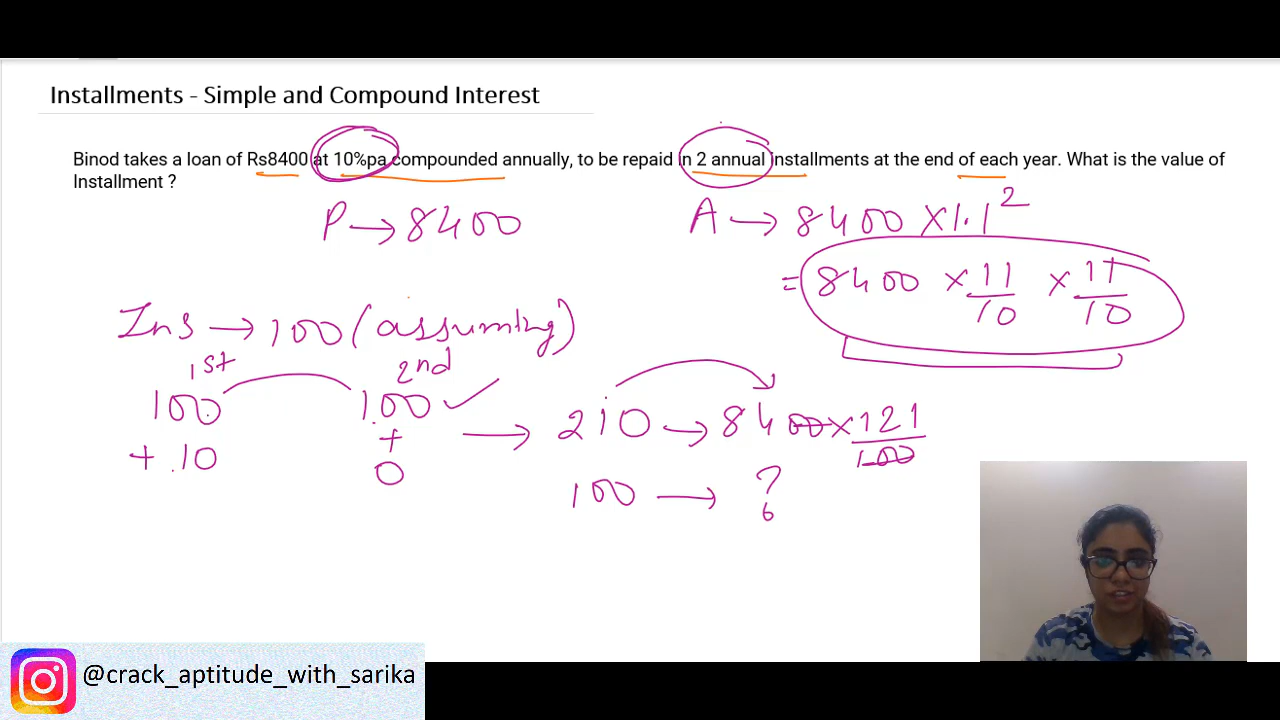 Installments - Simple and Compound Interest
Binod takes a loan of Rs8400 at 10%pa compounded annually, to be repaid in 2 annual installments at the end of each year. What is the value of
Installment ?
P → 8400
A → 8400 × 1.1²
= 8400 × 11/10 × 11/10
Ins → 100 (assuming)
1st 2nd
100 100 ✓ → 210 → 8400 × 121/100
+ 10 + 0
100 → ?
@crack_aptitude_with_sarika